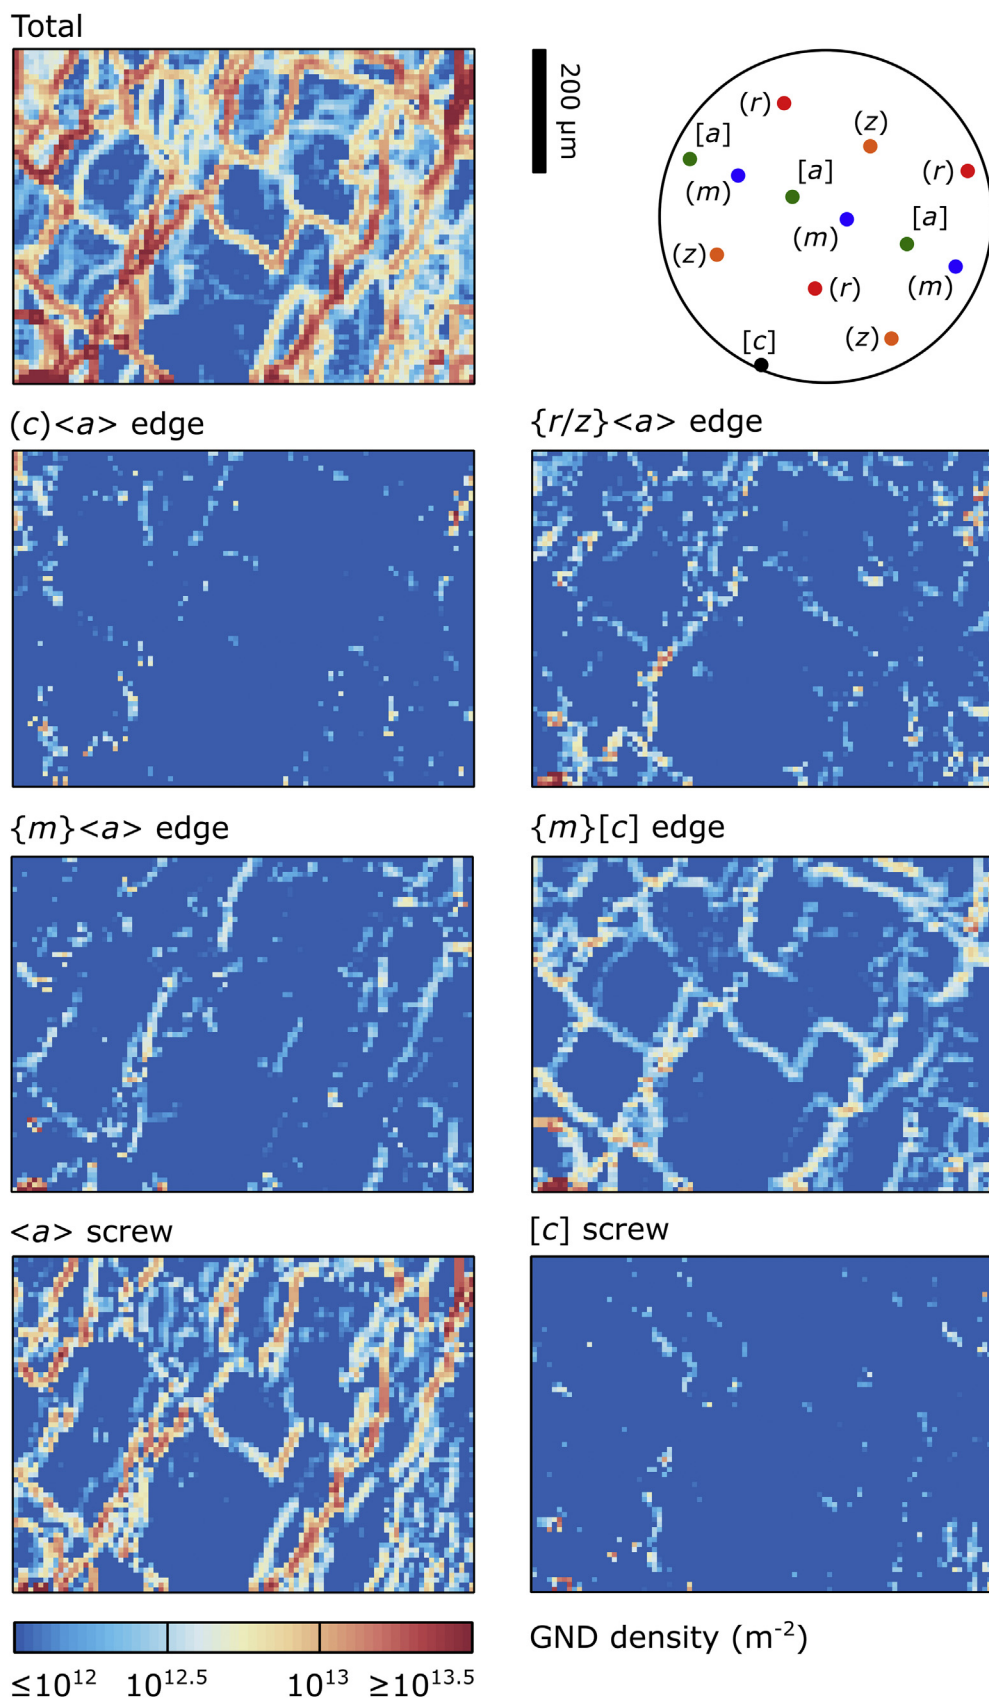 Total
200 µm
(r)
[a]
(z)
(r)
(m)
[a]
(m)
[a]
(z)
(r)
(m)
(z)
[c]
(c)<a> edge
{r/z}<a> edge
{m}<a> edge
{m}[c] edge
<a> screw
[c] screw
GND density (m⁻²)
≤10¹² 10¹²·⁵ 10¹³ ≥10¹³·⁵